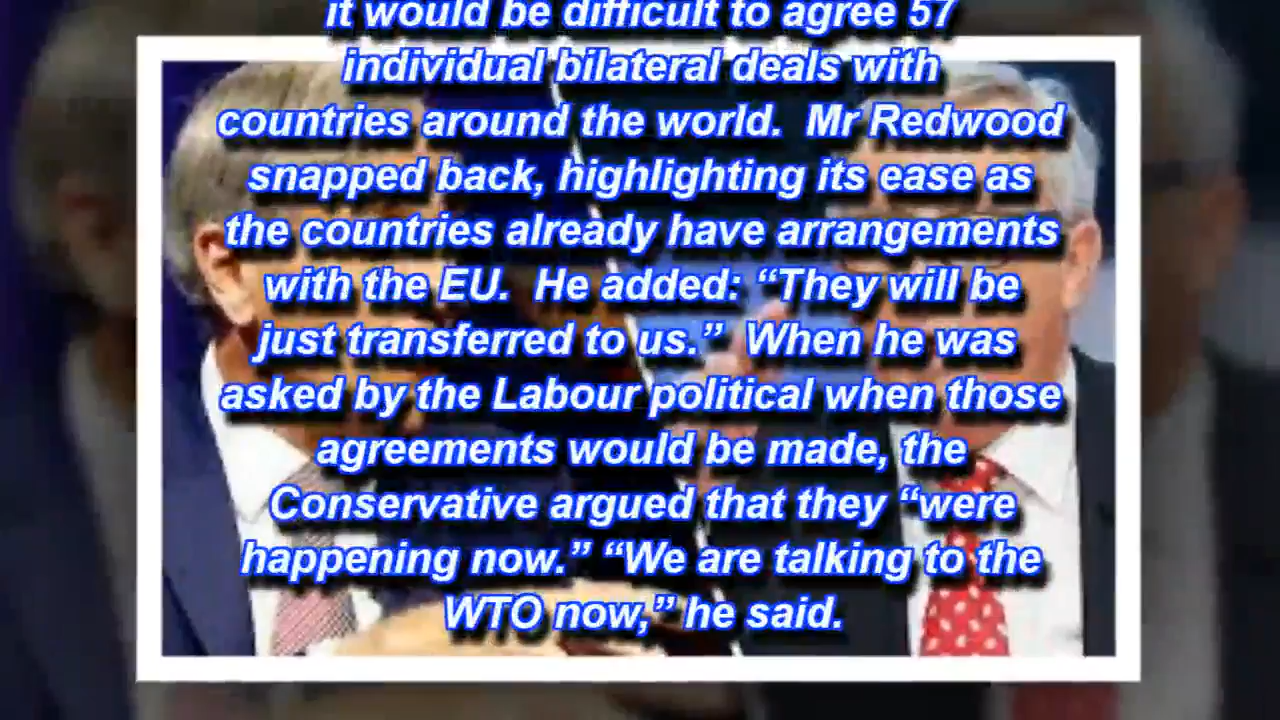 it would be difficult to agree 57
individual bilateral deals with
countries around the world.  Mr Redwood
snapped back, highlighting its ease as
the countries already have arrangements
with the EU.  He added: “They will be
just transferred to us.”  When he was
asked by the Labour political when those
agreements would be made, the
Conservative argued that they “were
happening now.” “We are talking to the
WTO now,” he said.